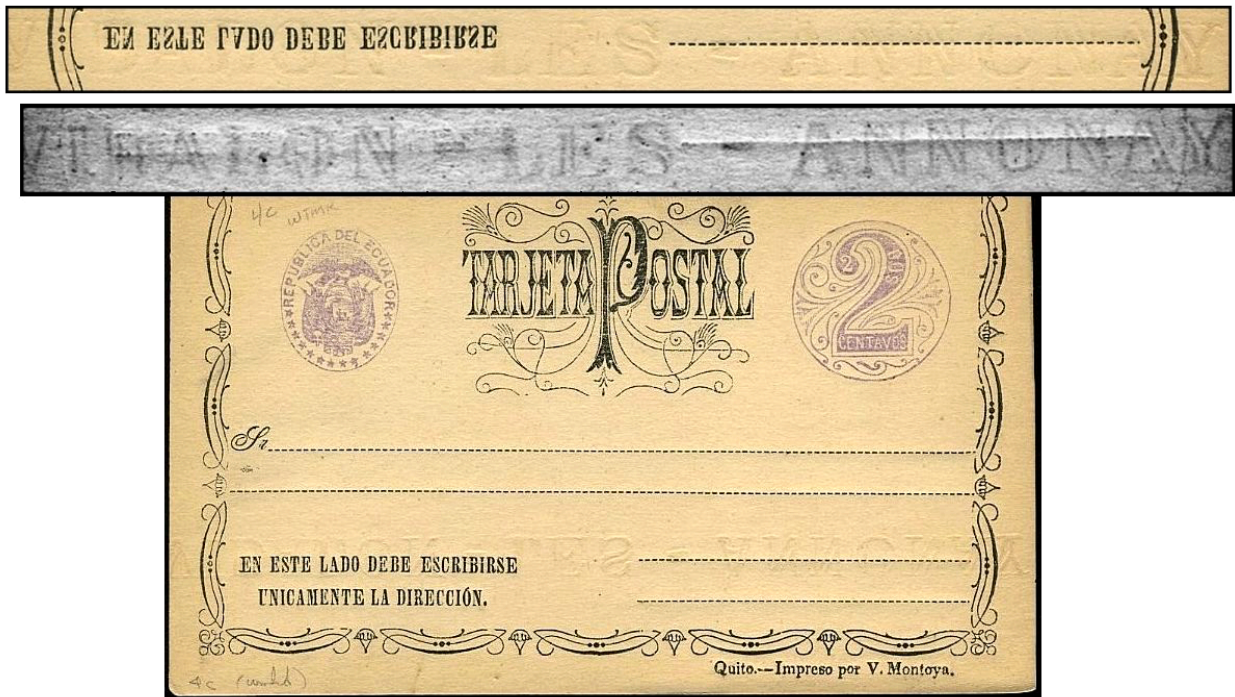 EN ESTE LADO DEBE ESCRIBIRSE
LES - ANNONAY
4c WTMK
REPUBLICA DEL ECUADOR
TARJETA POSTAL
2
CENTAVOS
Sr.
EN ESTE LADO DEBE ESCRIBIRSE
UNICAMENTE LA DIRECCIÓN.
Quito.--Impreso por V. Montoya.
4c